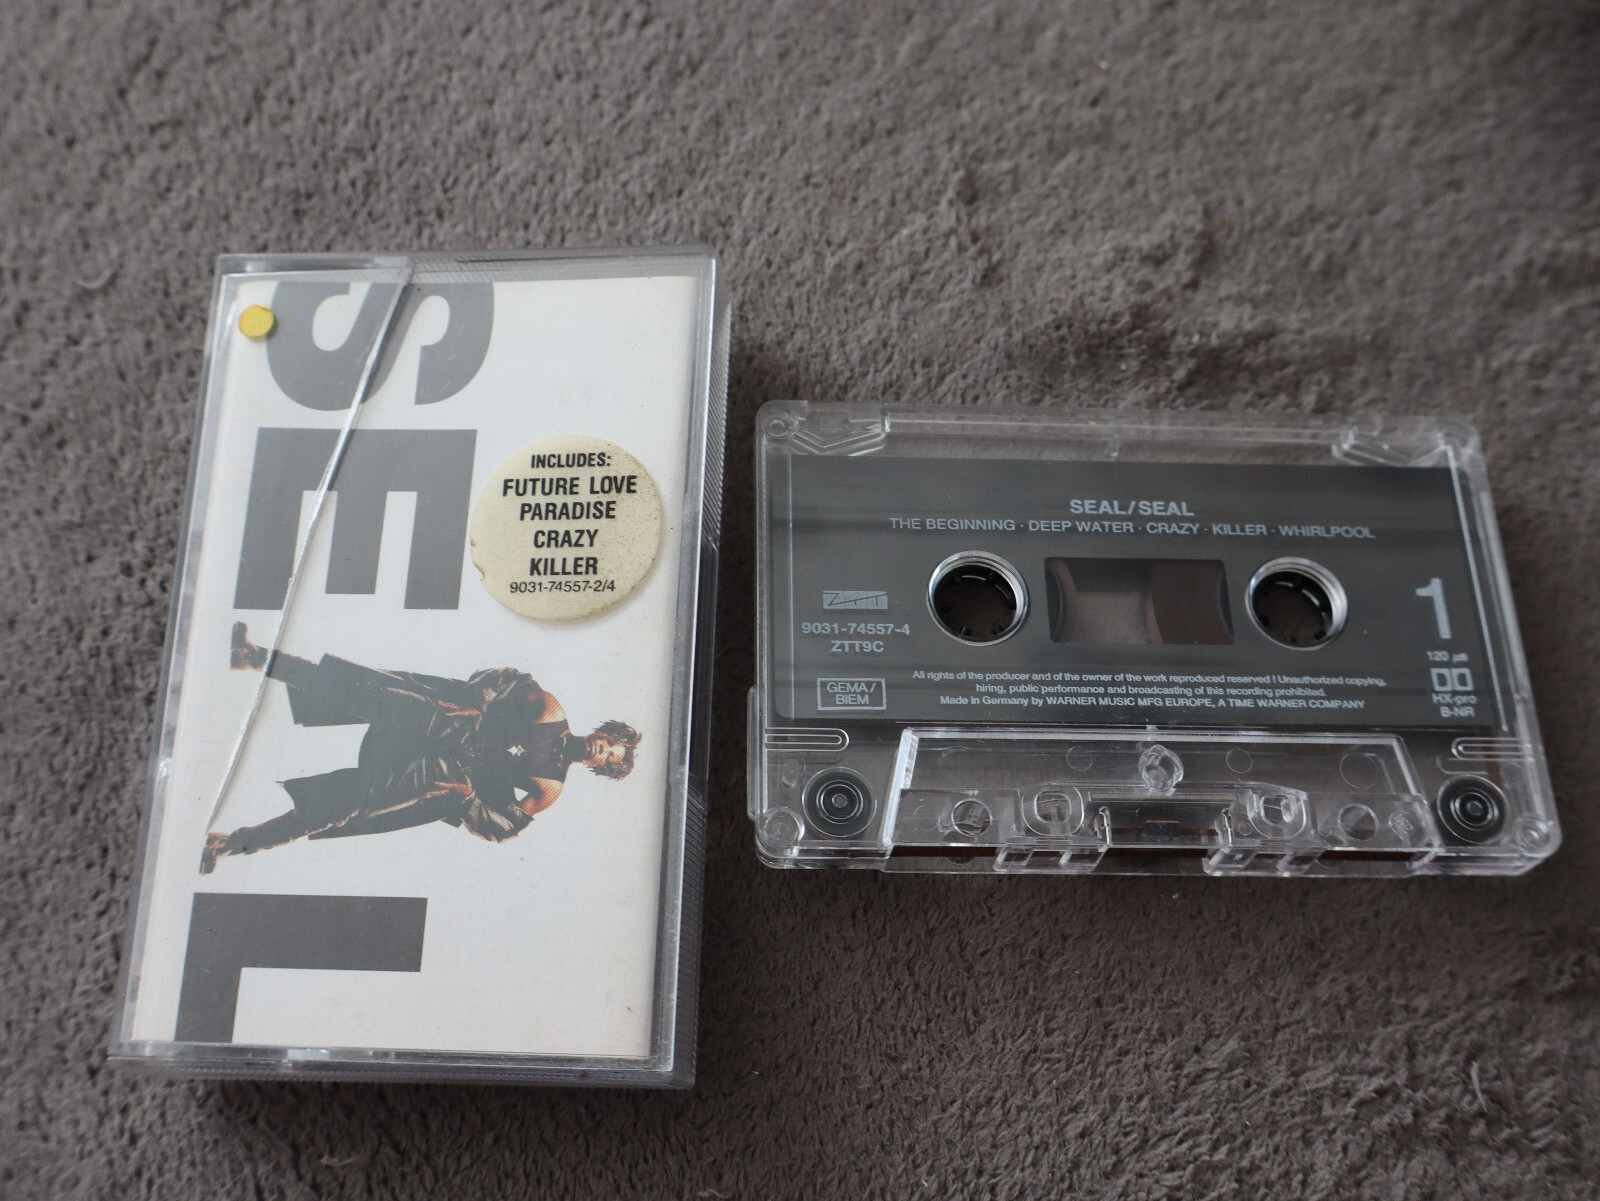 SE L
INCLUDES:
FUTURE LOVE
PARADISE
CRAZY
KILLER
9031-74557-2/4
SEAL/SEAL
THE BEGINNING · DEEP WATER · CRAZY · KILLER · WHIRLPOOL
ZTT
9031-74557-4
ZTT9C
GEMA/
BIEM
1
120 µs
HX-pro
B-NR
All rights of the producer and of the owner of the work reproduced reserved! Unauthorized copying,
hiring, public performance and broadcasting of this recording prohibited.
Made in Germany by WARNER MUSIC MFG EUROPE, A TIME WARNER COMPANY